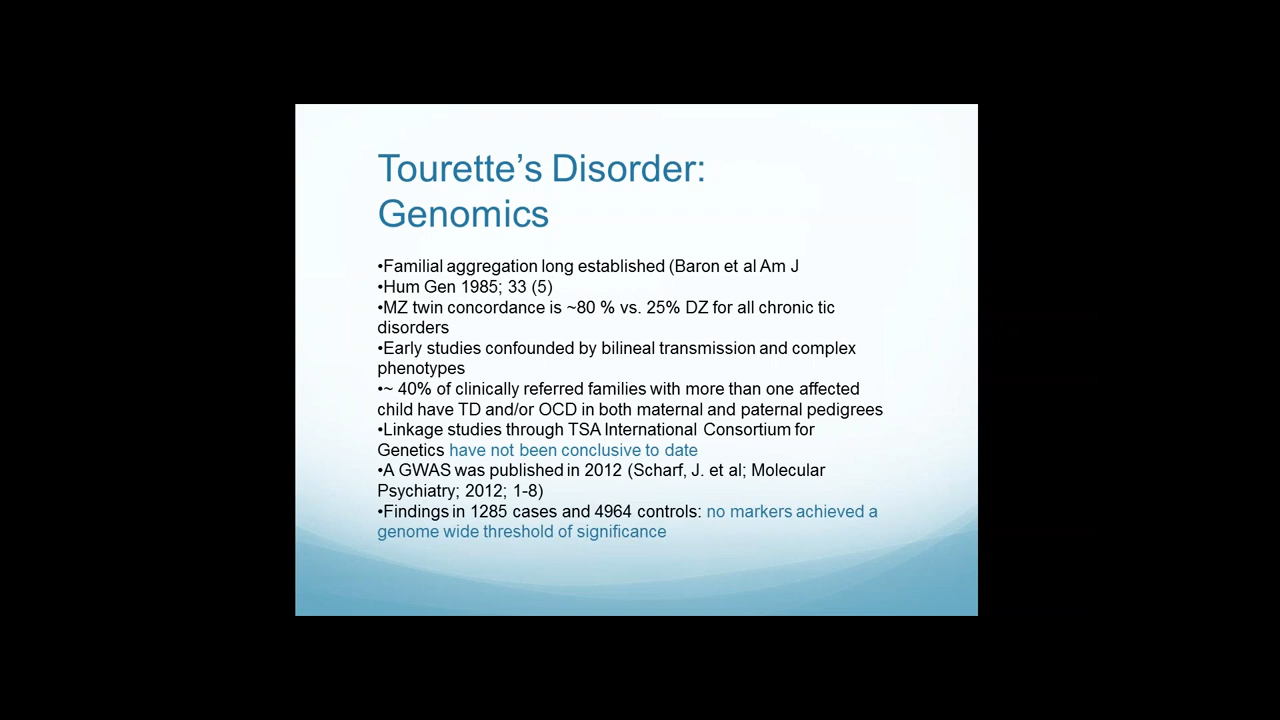 Tourette’s Disorder:
Genomics
•Familial aggregation long established (Baron et al Am J
•Hum Gen 1985; 33 (5)
•MZ twin concordance is ~80 % vs. 25% DZ for all chronic tic
disorders
•Early studies confounded by bilineal transmission and complex
phenotypes
•~ 40% of clinically referred families with more than one affected
child have TD and/or OCD in both maternal and paternal pedigrees
•Linkage studies through TSA International Consortium for
Genetics have not been conclusive to date
•A GWAS was published in 2012 (Scharf, J. et al; Molecular
Psychiatry; 2012; 1-8)
•Findings in 1285 cases and 4964 controls: no markers achieved a
genome wide threshold of significance